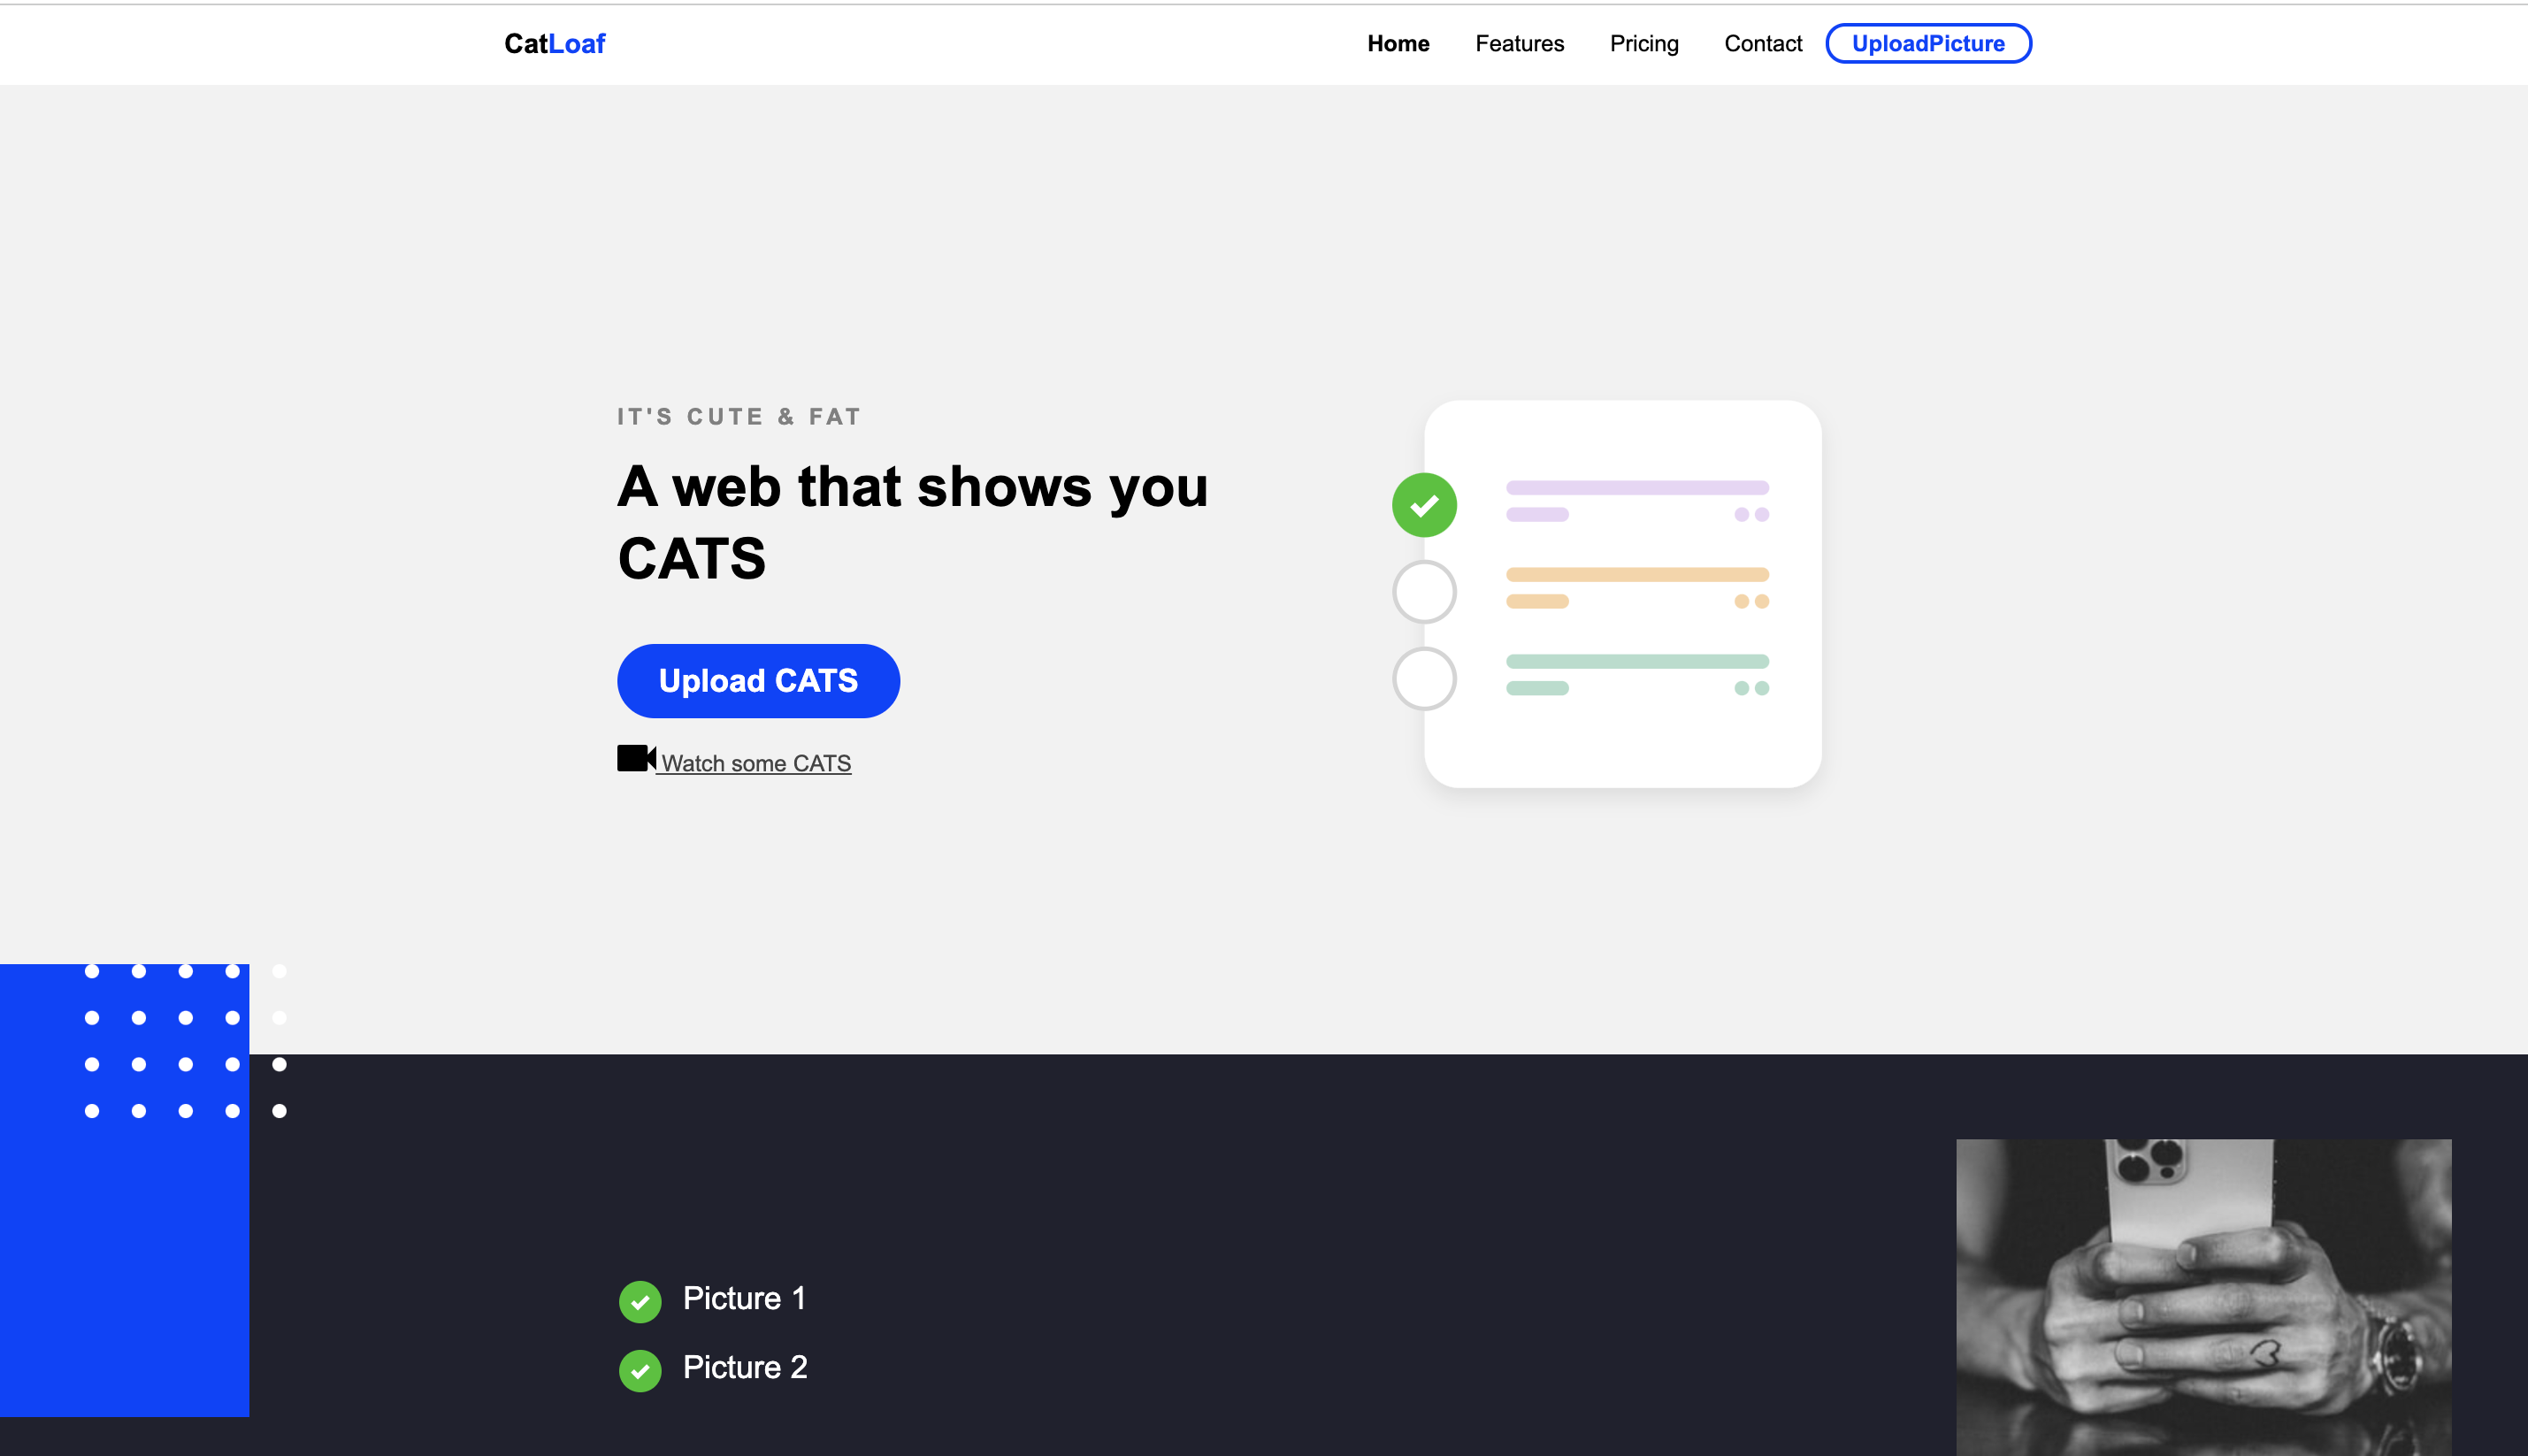 CatLoaf
Home Features Pricing Contact UploadPicture
IT'S CUTE & FAT
A web that shows you
CATS
Upload CATS
Watch some CATS
Picture 1
Picture 2